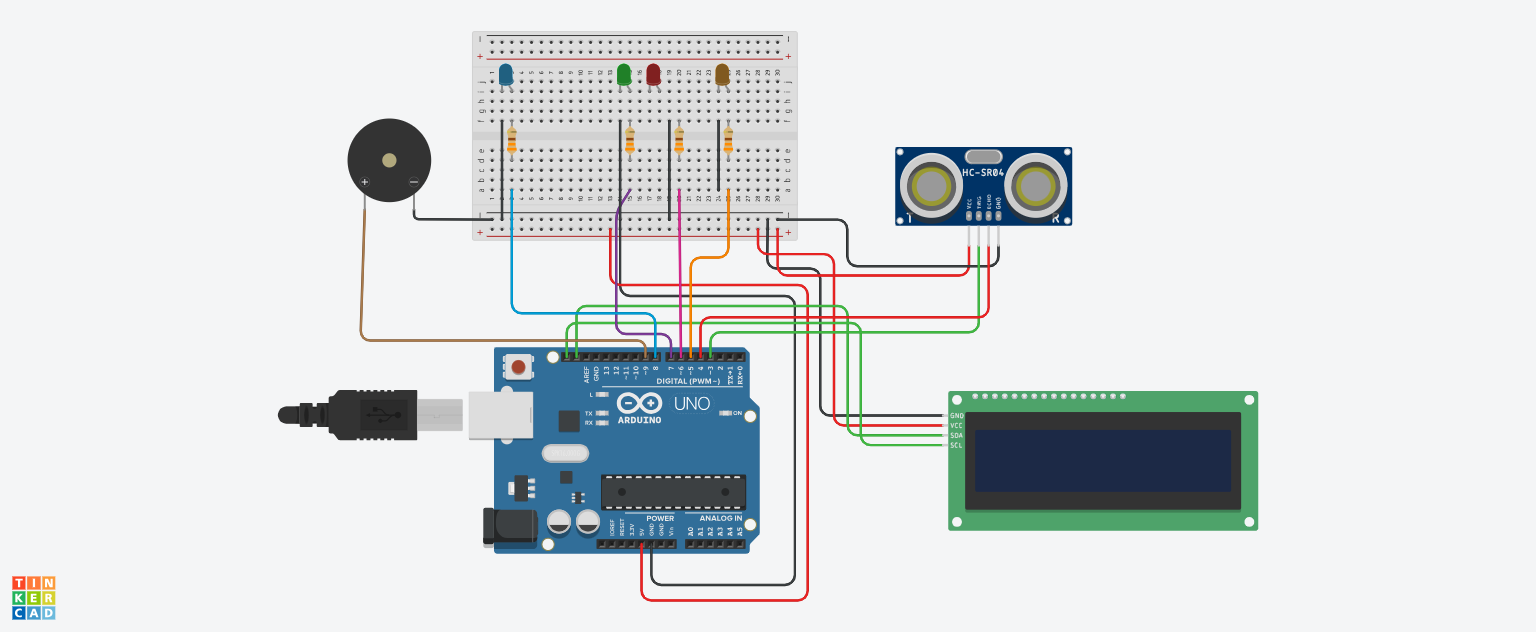 HC-SR04
VCC
TRIG
ECHO
GND
T
R
AREF
GND
13
12
~11
~10
~9
8
7
~6
~5
4
~3
2
TX→1
RX←0
DIGITAL (PWM~)
L
TX
RX
ARDUINO
UNO
ON
POWER
ANALOG IN
IOREF
RESET
3.3V
5V
GND
GND
Vin
A0
A1
A2
A3
A4
A5
GND
VCC
SDA
SCL
TIN
KER
CAD